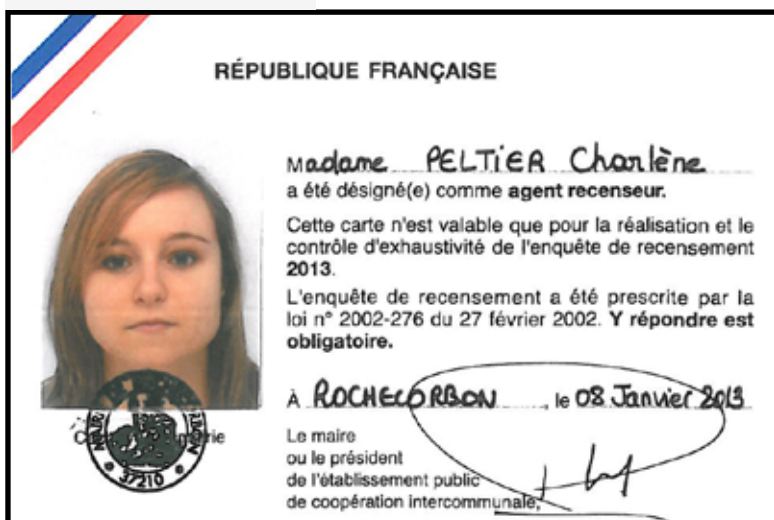 RÉPUBLIQUE FRANÇAISE
Madame PELTIER Charlène
a été désigné(e) comme agent recenseur.
Cette carte n'est valable que pour la réalisation et le
contrôle d'exhaustivité de l'enquête de recensement
2013.
L'enquête de recensement a été prescrite par la
loi n° 2002-276 du 27 février 2002. Y répondre est
obligatoire.
À ROCHECORBON, le 08 Janvier 2013
Le maire
ou le président
de l'établissement public
de coopération intercommunale,
37210